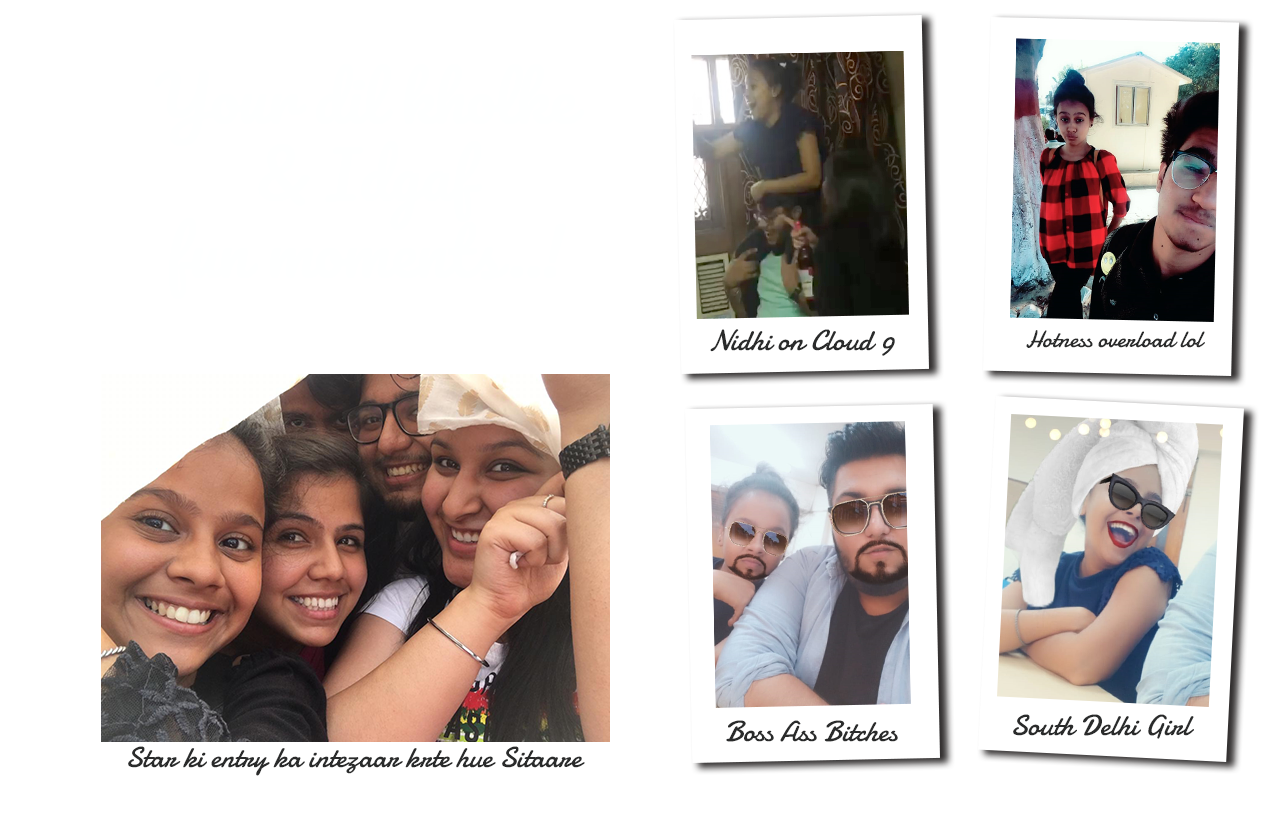 Nidhi on Cloud 9
Hotness overload lol
Star ki entry ka intezaar krte hue Sitaare
Boss Ass Bitches
South Delhi Girl